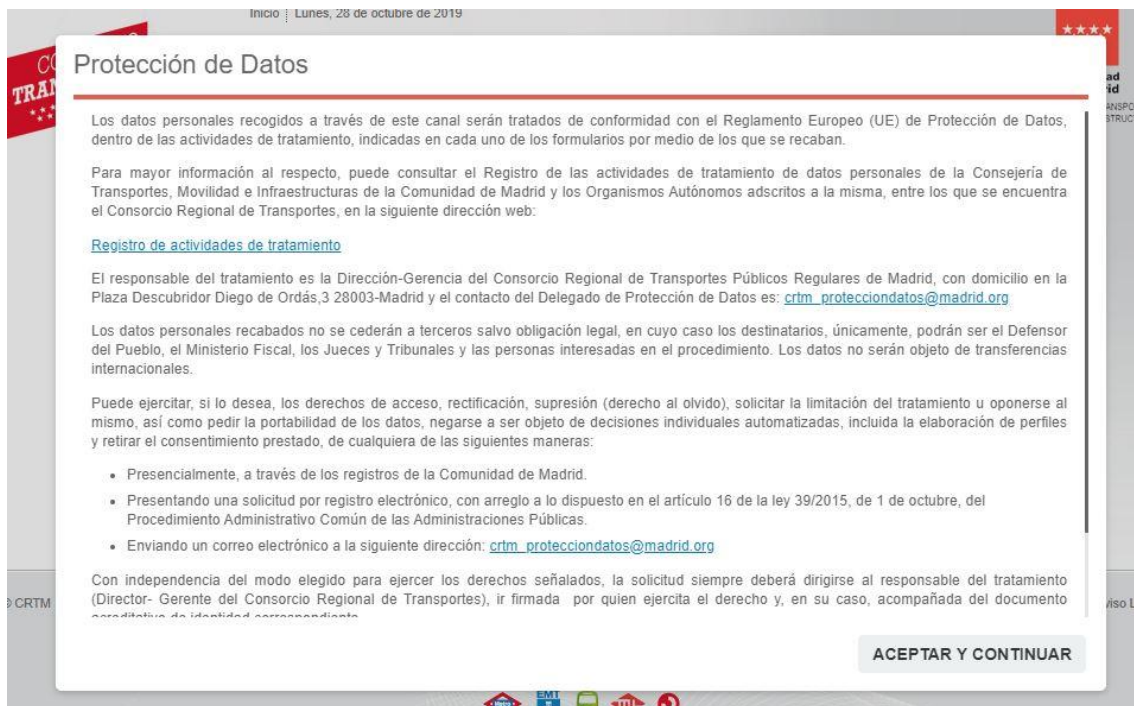 Inicio | Lunes, 28 de octubre de 2019
Protección de Datos
Los datos personales recogidos a través de este canal serán tratados de conformidad con el Reglamento Europeo (UE) de Protección de Datos,
dentro de las actividades de tratamiento, indicadas en cada uno de los formularios por medio de los que se recaban.
Para mayor información al respecto, puede consultar el Registro de las actividades de tratamiento de datos personales de la Consejería de
Transportes, Movilidad e Infraestructuras de la Comunidad de Madrid y los Organismos Autónomos adscritos a la misma, entre los que se encuentra
el Consorcio Regional de Transportes, en la siguiente dirección web:
Registro de actividades de tratamiento
El responsable del tratamiento es la Dirección-Gerencia del Consorcio Regional de Transportes Públicos Regulares de Madrid, con domicilio en la
Plaza Descubridor Diego de Ordás,3 28003-Madrid y el contacto del Delegado de Protección de Datos es: crtm_protecciondatos@madrid.org
Los datos personales recabados no se cederán a terceros salvo obligación legal, en cuyo caso los destinatarios, únicamente, podrán ser el Defensor
del Pueblo, el Ministerio Fiscal, los Jueces y Tribunales y las personas interesadas en el procedimiento. Los datos no serán objeto de transferencias
internacionales.
Puede ejercitar, si lo desea, los derechos de acceso, rectificación, supresión (derecho al olvido), solicitar la limitación del tratamiento u oponerse al
mismo, así como pedir la portabilidad de los datos, negarse a ser objeto de decisiones individuales automatizadas, incluida la elaboración de perfiles
y retirar el consentimiento prestado, de cualquiera de las siguientes maneras:
• Presencialmente, a través de los registros de la Comunidad de Madrid.
• Presentando una solicitud por registro electrónico, con arreglo a lo dispuesto en el artículo 16 de la ley 39/2015, de 1 de octubre, del
Procedimiento Administrativo Común de las Administraciones Públicas.
• Enviando un correo electrónico a la siguiente dirección: crtm_protecciondatos@madrid.org
Con independencia del modo elegido para ejercer los derechos señalados, la solicitud siempre deberá dirigirse al responsable del tratamiento
(Director- Gerente del Consorcio Regional de Transportes), ir firmada por quien ejercita el derecho y, en su caso, acompañada del documento
© CRTM
ACEPTAR Y CONTINUAR
Metro
EMT